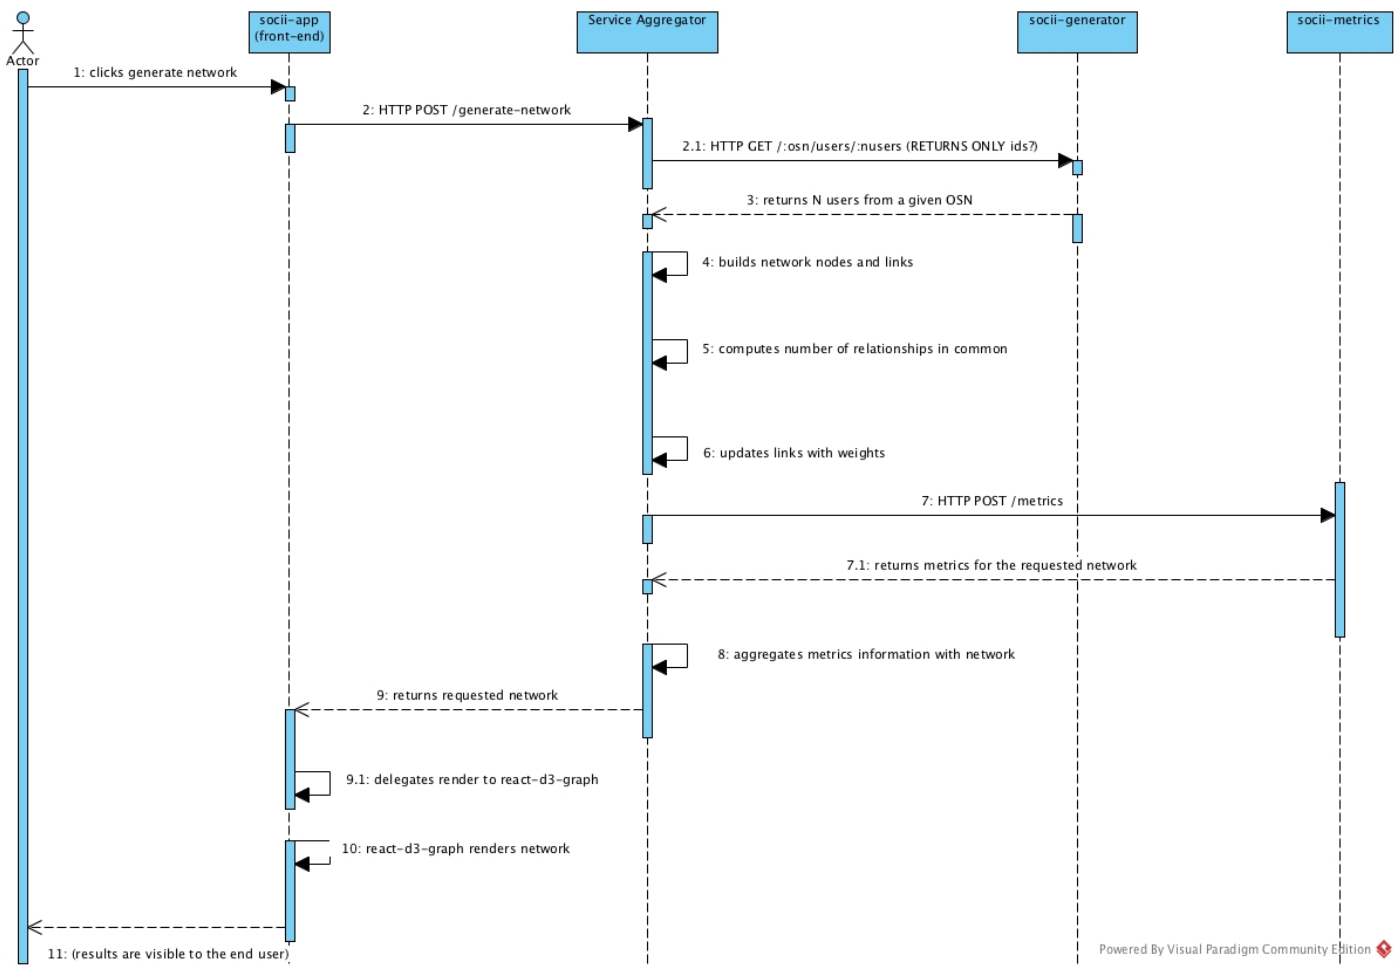 socii-app
(front-end)
Service Aggregator
socii-generator
socii-metrics
Actor
1: clicks generate network
2: HTTP POST /generate-network
2.1: HTTP GET /:osn/users/:nusers (RETURNS ONLY ids?)
3: returns N users from a given OSN
4: builds network nodes and links
5: computes number of relationships in common
6: updates links with weights
7: HTTP POST /metrics
7.1: returns metrics for the requested network
8: aggregates metrics information with network
9: returns requested network
9.1: delegates render to react-d3-graph
10: react-d3-graph renders network
11: (results are visible to the end user)
Powered By Visual Paradigm Community Edition